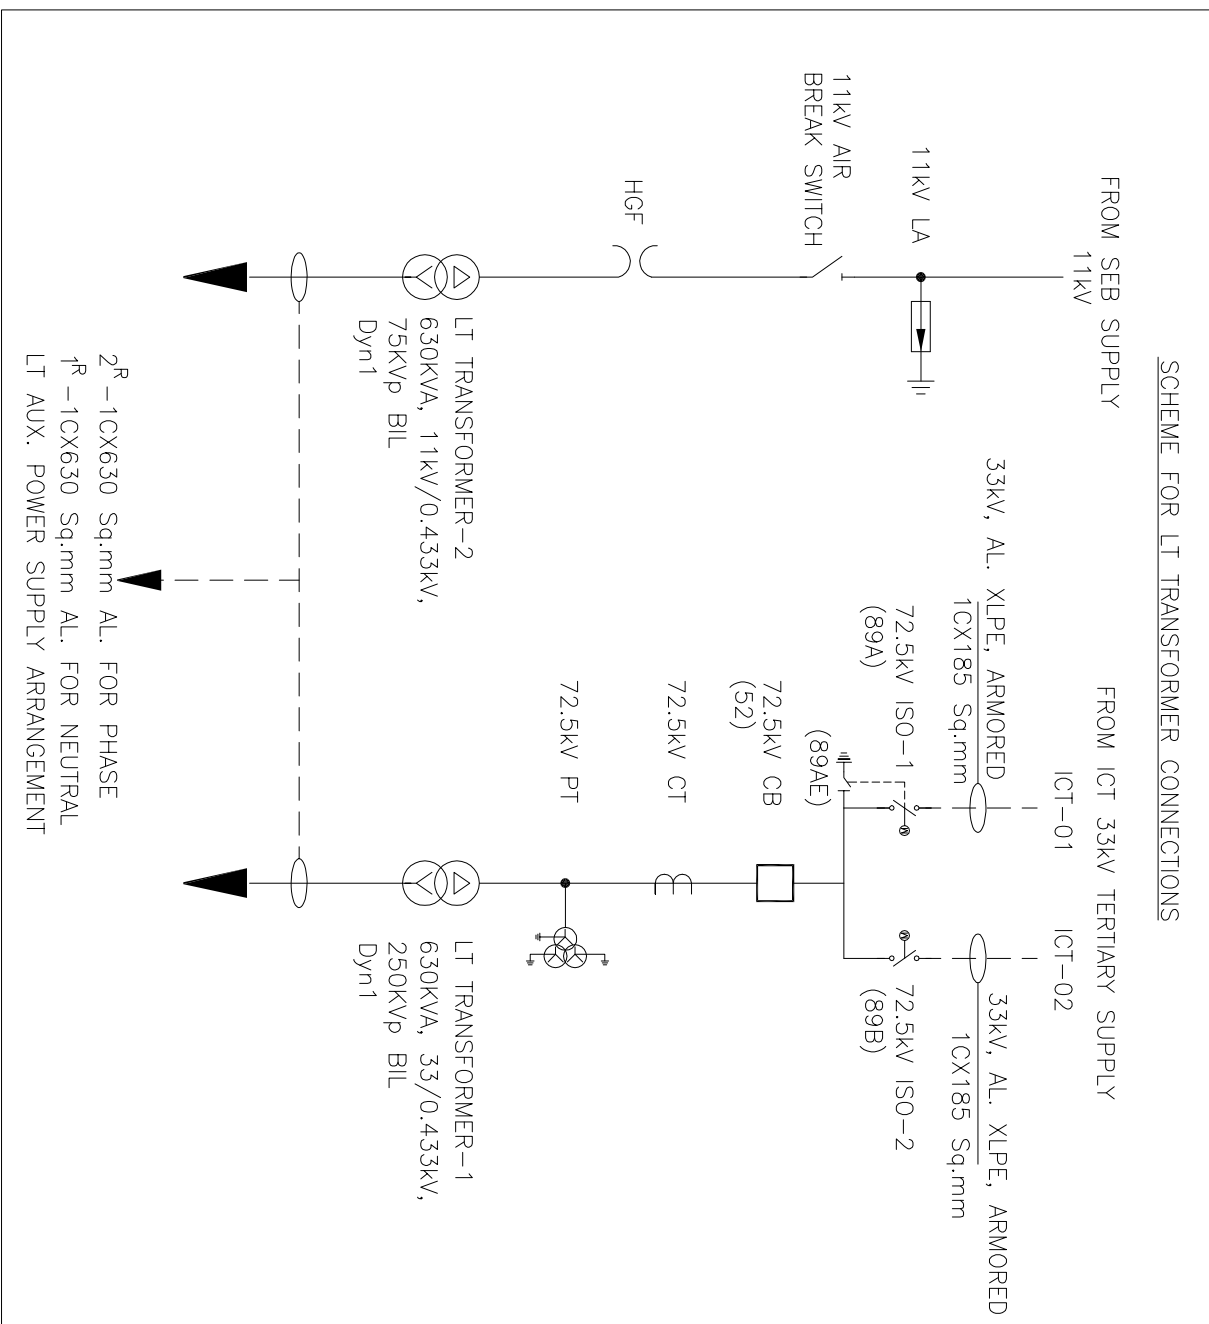 SCHEME FOR LT TRANSFORMER CONNECTIONS
FROM SEB SUPPLY
11kV
11kV LA
11kV AIR
BREAK SWITCH
HGF
LT TRANSFORMER-2
630KVA, 11kV/0.433kV,
75KVp BIL
Dyn1
FROM ICT 33kV TERTIARY SUPPLY
ICT-01
ICT-02
33kV, AL. XLPE, ARMORED
1CX185 Sq.mm
33kV, AL. XLPE, ARMORED
1CX185 Sq.mm
72.5kV ISO-1
(89A)
M
(89AE)
M
72.5kV ISO-2
(89B)
72.5kV CB
(52)
72.5kV CT
72.5kV PT
LT TRANSFORMER-1
630KVA, 33/0.433kV,
250KVp BIL
Dyn1
2R -1CX630 Sq.mm AL. FOR PHASE
1R -1CX630 Sq.mm AL. FOR NEUTRAL
LT AUX. POWER SUPPLY ARRANGEMENT